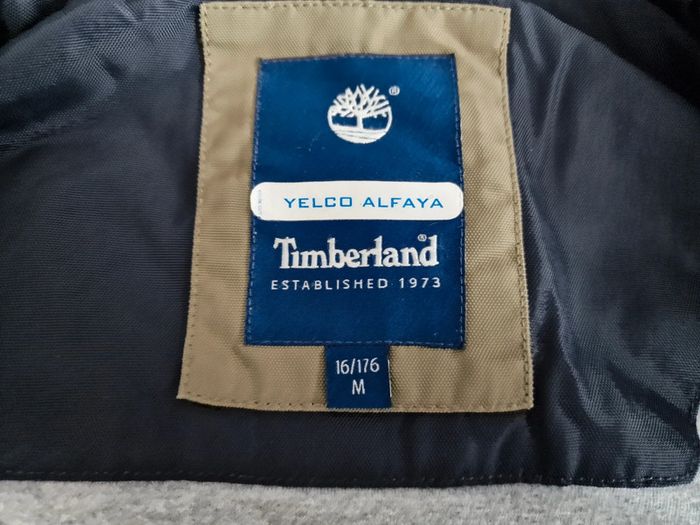 ®
YELCO ALFAYA
Timberland®
ESTABLISHED 1973
16/176
M